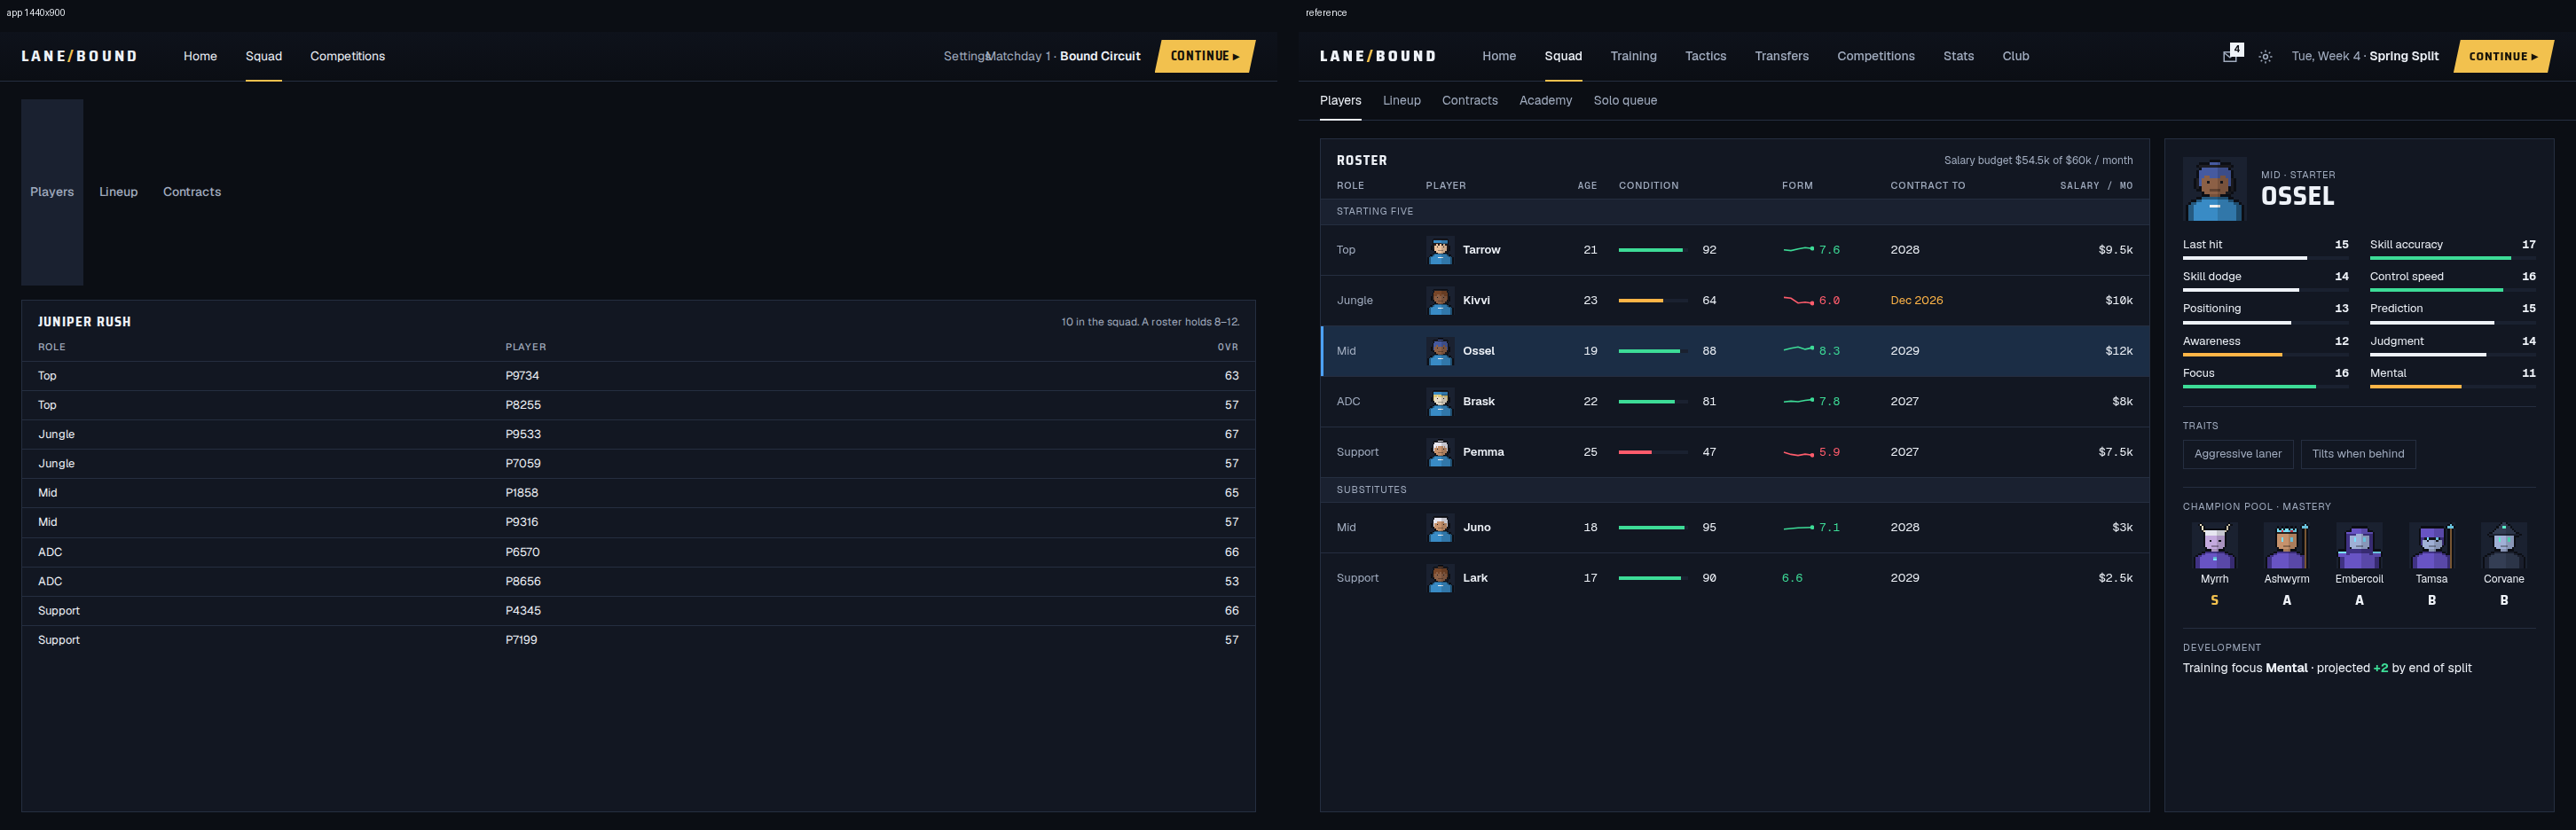 app 1440x900
LANE/BOUND Home Squad Competitions Settings Matchday 1 · Bound Circuit CONTINUE ▸
Players Lineup Contracts
JUNIPER RUSH 10 in the squad. A roster holds 8–12.
ROLE PLAYER OVR
Top P9734 63
Top P8255 57
Jungle P9533 67
Jungle P7059 57
Mid P1858 65
Mid P9316 57
ADC P6570 66
ADC P8656 53
Support P4345 66
Support P7199 57
reference
LANE/BOUND Home Squad Training Tactics Transfers Competitions Stats Club 4 Tue, Week 4 · Spring Split CONTINUE ▸
Players Lineup Contracts Academy Solo queue
ROSTER Salary budget $54.5k of $60k / month
ROLE PLAYER AGE CONDITION FORM CONTRACT TO SALARY / MO
STARTING FIVE
Top Tarrow 21 92 7.6 2028 $9.5k
Jungle Kivvi 23 64 6.0 Dec 2026 $10k
Mid Ossel 19 88 8.3 2029 $12k
ADC Brask 22 81 7.8 2027 $8k
Support Pemma 25 47 5.9 2027 $7.5k
SUBSTITUTES
Mid Juno 18 95 7.1 2028 $3k
Support Lark 17 90 6.6 2029 $2.5k
MID · STARTER
OSSEL
Last hit 15 Skill accuracy 17
Skill dodge 14 Control speed 16
Positioning 13 Prediction 15
Awareness 12 Judgment 14
Focus 16 Mental 11
TRAITS
Aggressive laner Tilts when behind
CHAMPION POOL · MASTERY
Myrrh Ashwyrm Embercoil Tamsa Corvane
S A A B B
DEVELOPMENT
Training focus Mental · projected +2 by end of split